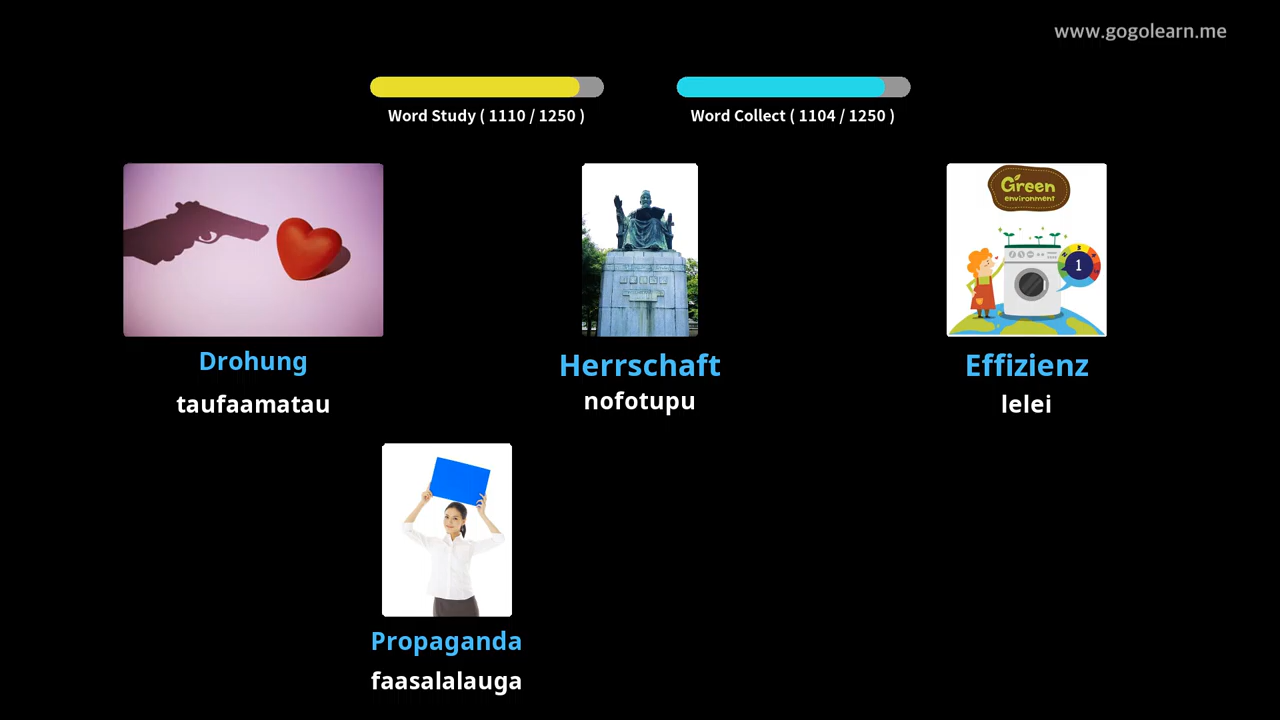 www.gogolearn.me
Word Study ( 1110 / 1250 )
Word Collect ( 1104 / 1250 )
Green
environment
1
Drohung
taufaamatau
Herrschaft
nofotupu
Effizienz
lelei
Propaganda
faasalalauga